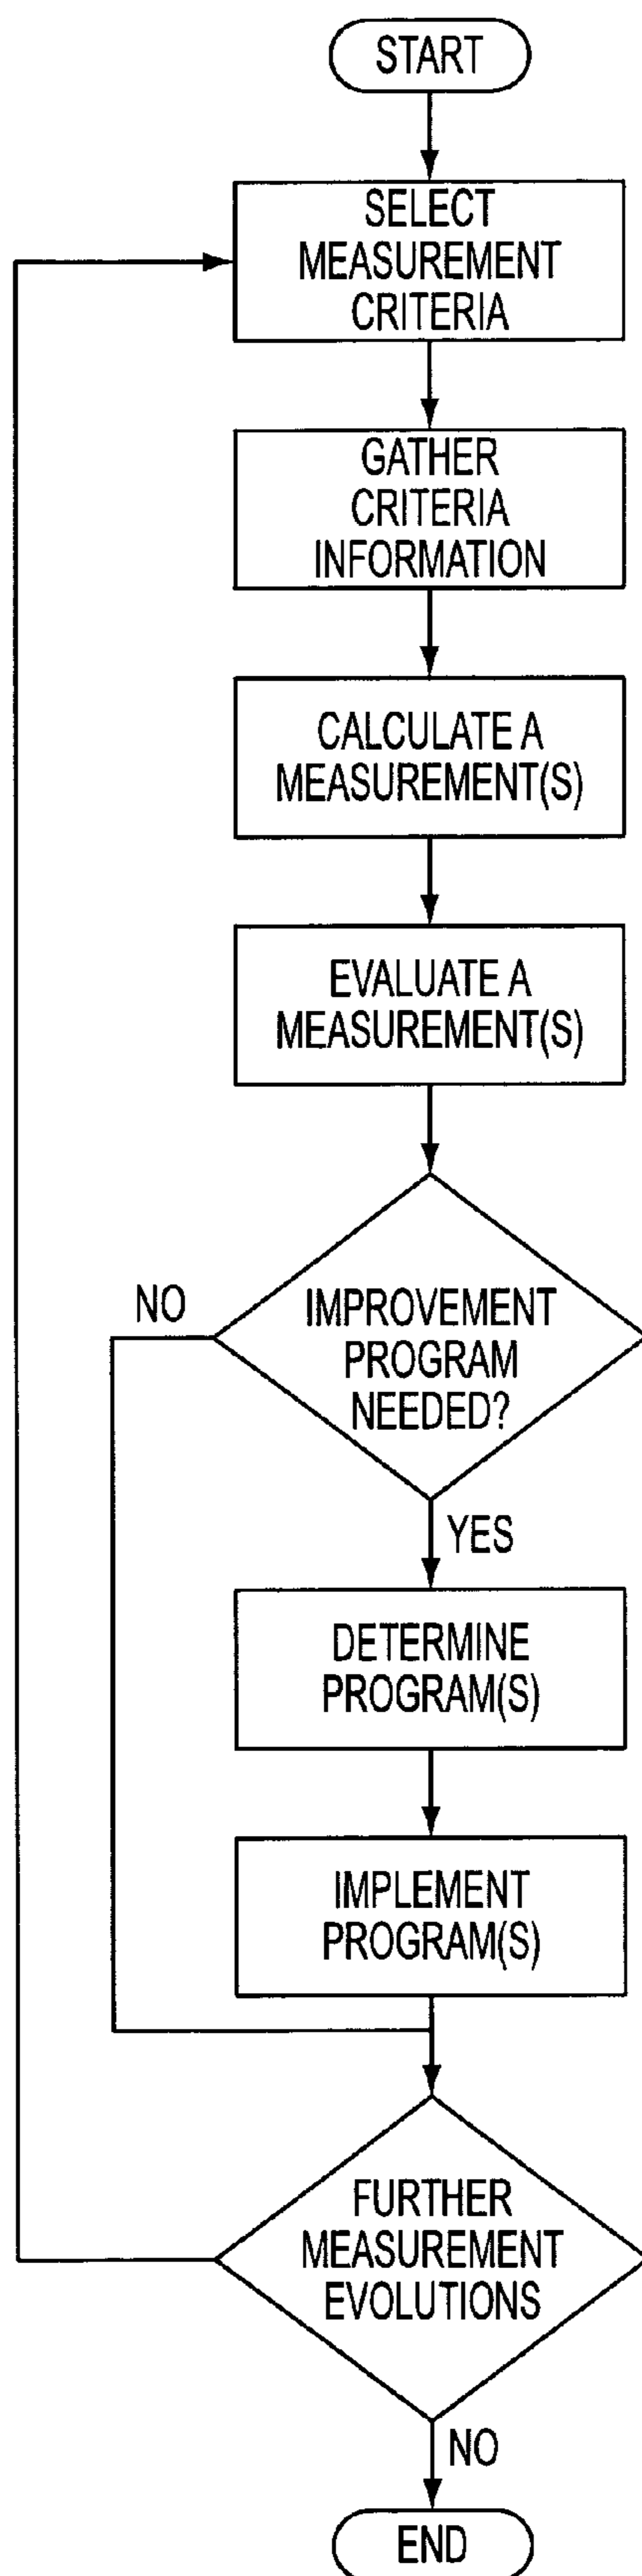 START
SELECT
MEASUREMENT
CRITERIA
GATHER
CRITERIA
INFORMATION
CALCULATE A
MEASUREMENT(S)
EVALUATE A
MEASUREMENT(S)
NO
IMPROVEMENT
PROGRAM
NEEDED?
YES
DETERMINE
PROGRAM(S)
IMPLEMENT
PROGRAM(S)
FURTHER
MEASUREMENT
EVOLUTIONS
NO
END